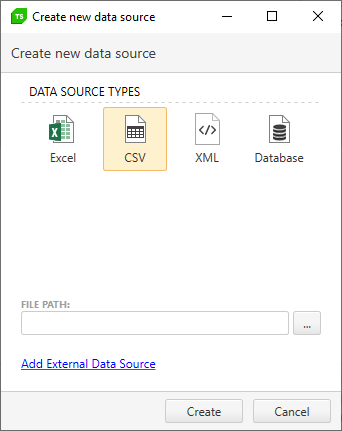 TS Create new data source
Create new data source
DATA SOURCE TYPES
Excel CSV XML Database
FILE PATH:
...
Add External Data Source
Create Cancel